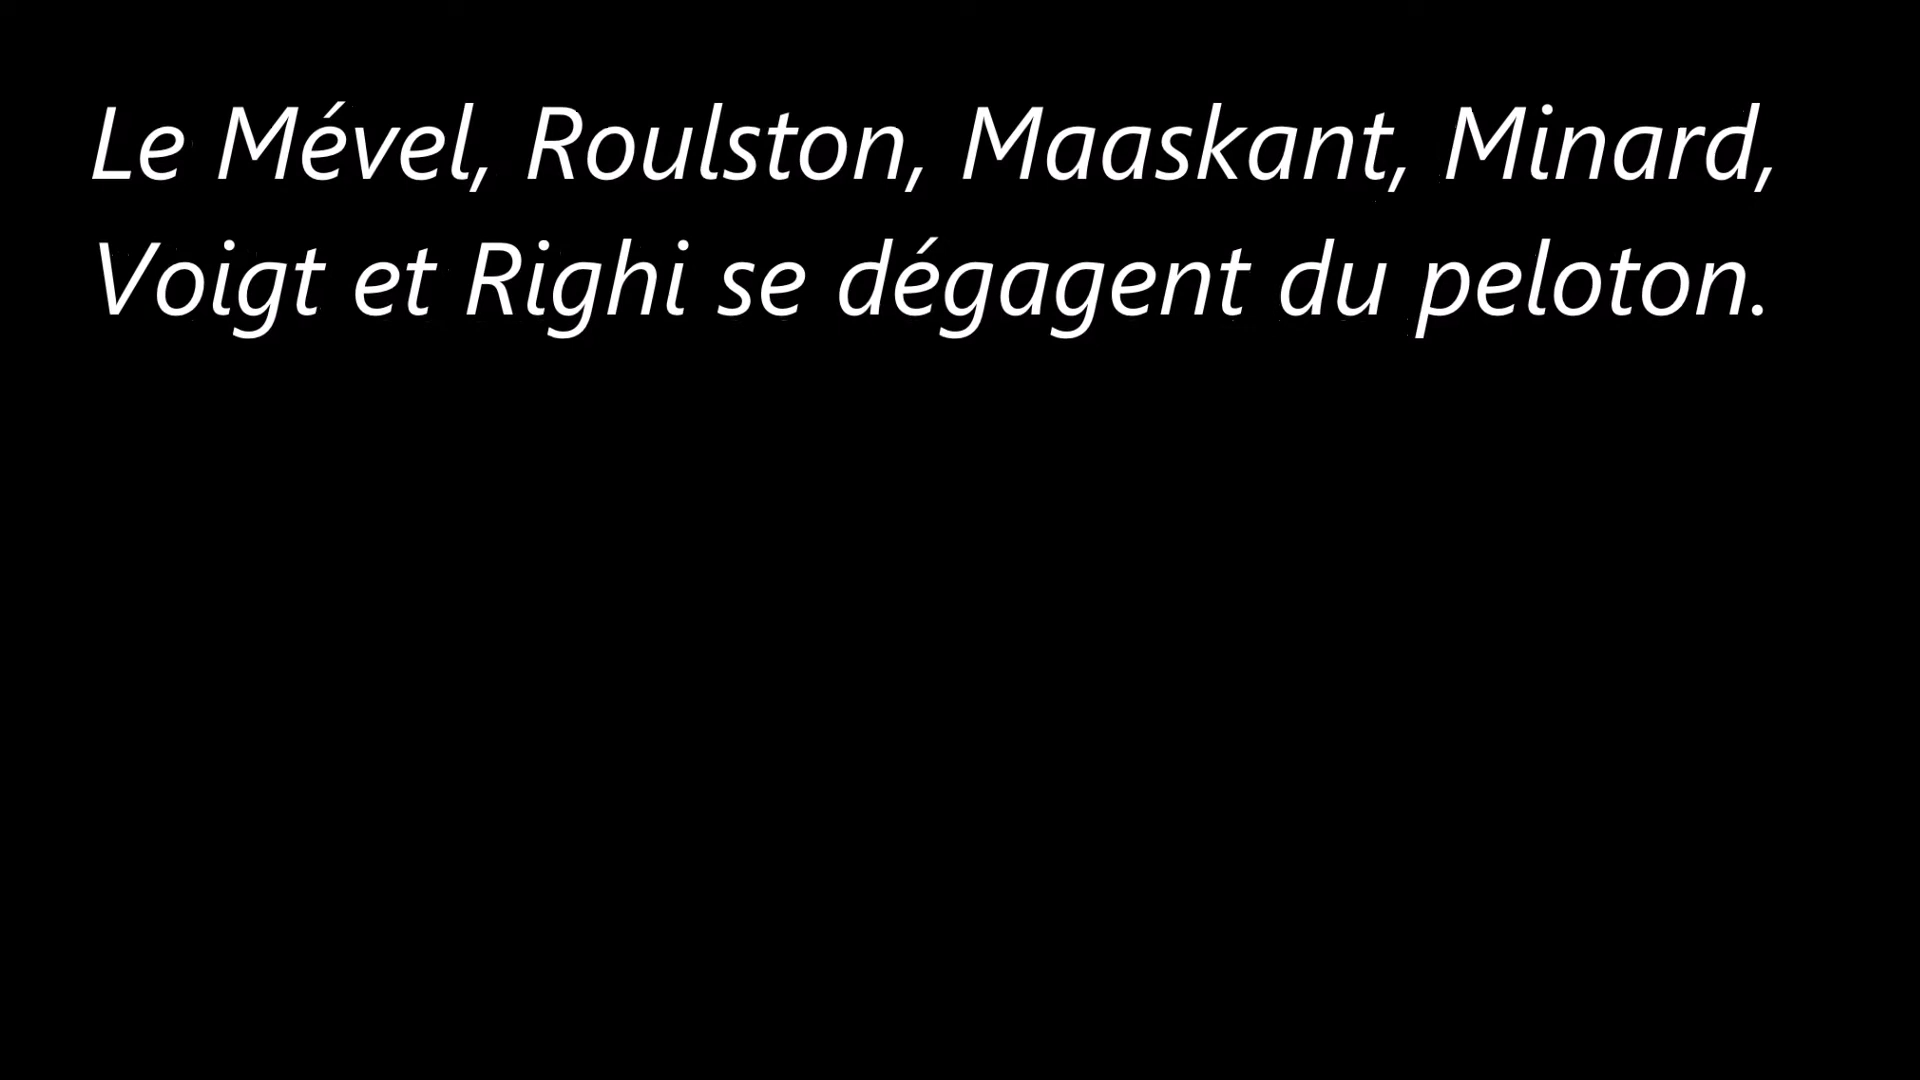 Le Mével, Roulston, Maaskant, Minard,
Voigt et Righi se dégagent du peloton.